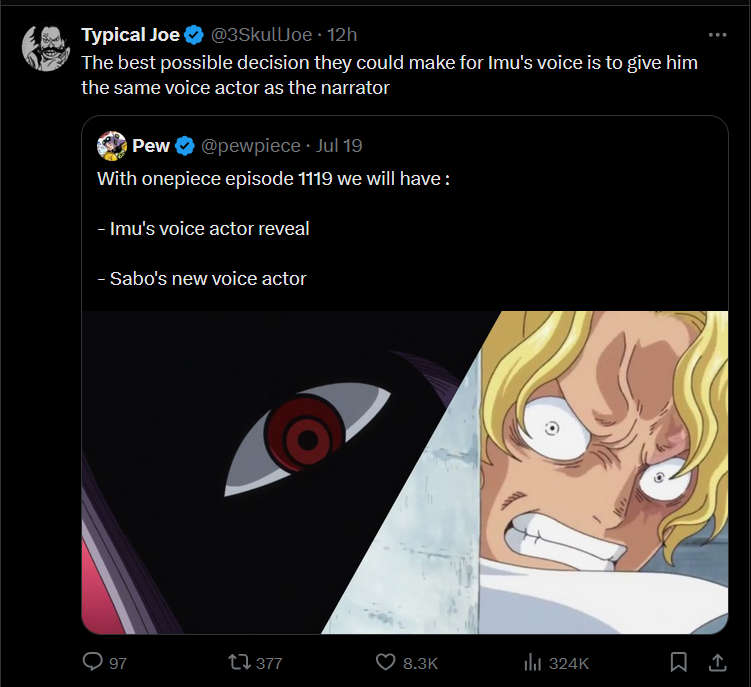 Typical Joe @3SkullJoe · 12h
The best possible decision they could make for Imu's voice is to give him
the same voice actor as the narrator
Pew @pewpiece · Jul 19
With onepiece episode 1119 we will have :
- Imu's voice actor reveal
- Sabo's new voice actor
97 377 8.3K 324K